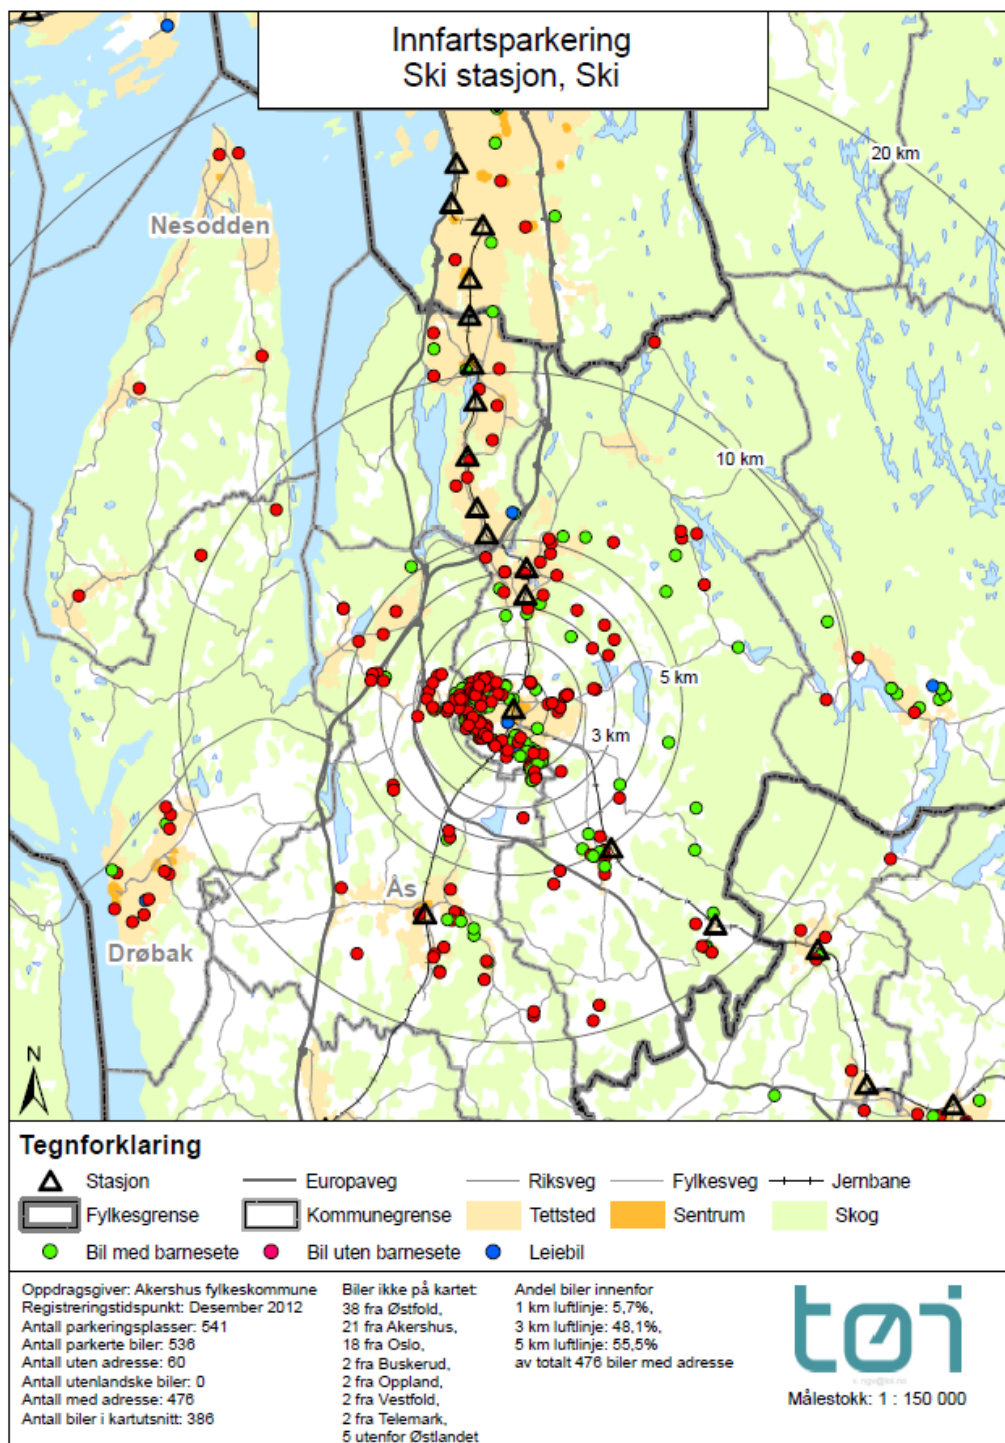 Innfartsparkering
Ski stasjon, Ski
20 km
Nesodden
10 km
5 km
3 km
Ås
Drøbak
N
Tegnforklaring
Stasjon Europaveg Riksveg Fylkesveg Jernbane
Fylkesgrense Kommunegrense Tettsted Sentrum Skog
Bil med barnesete Bil uten barnesete Leiebil
Oppdragsgiver: Akershus fylkeskommune
Registreringstidspunkt: Desember 2012
Antall parkeringsplasser: 541
Antall parkerte biler: 536
Antall uten adresse: 60
Antall utenlandske biler: 0
Antall med adresse: 476
Antall biler i kartutsnitt: 386
Biler ikke på kartet:
38 fra Østfold,
21 fra Akershus,
18 fra Oslo,
2 fra Buskerud,
2 fra Oppland,
2 fra Vestfold,
2 fra Telemark,
5 utenfor Østlandet
Andel biler innenfor
1 km luftlinje: 5,7%,
3 km luftlinje: 48,1%,
5 km luftlinje: 55,5%
av totalt 476 biler med adresse
tøi
Målestokk: 1 : 150 000